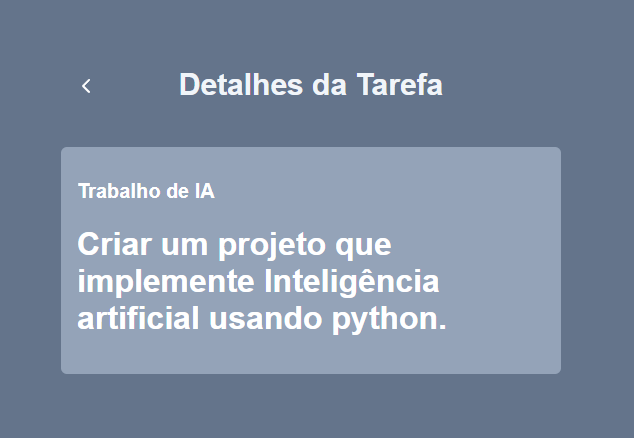 Detalhes da Tarefa
Trabalho de IA
Criar um projeto que
implemente Inteligência
artificial usando python.